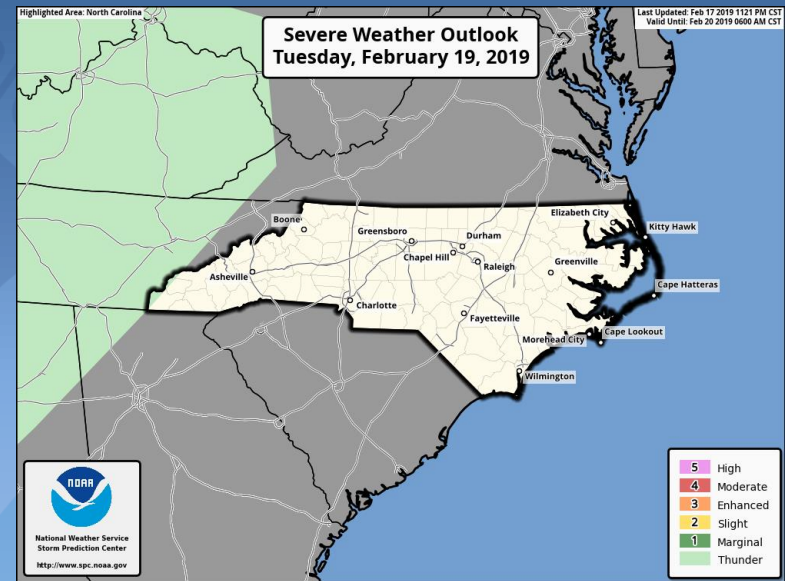 Highlighted Area: North Carolina
Last Updated: Feb 17 2019 1121 PM CST
Valid Until: Feb 20 2019 0600 AM CST
Severe Weather Outlook
Tuesday, February 19, 2019
Boone
Elizabeth City
Kitty Hawk
Greensboro
Durham
Chapel Hill
Raleigh
Greenville
Asheville
Cape Hatteras
Charlotte
Fayetteville
Cape Lookout
Morehead City
Wilmington
NOAA
National Weather Service
Storm Prediction Center
http://www.spc.noaa.gov
5 High
4 Moderate
3 Enhanced
2 Slight
1 Marginal
Thunder